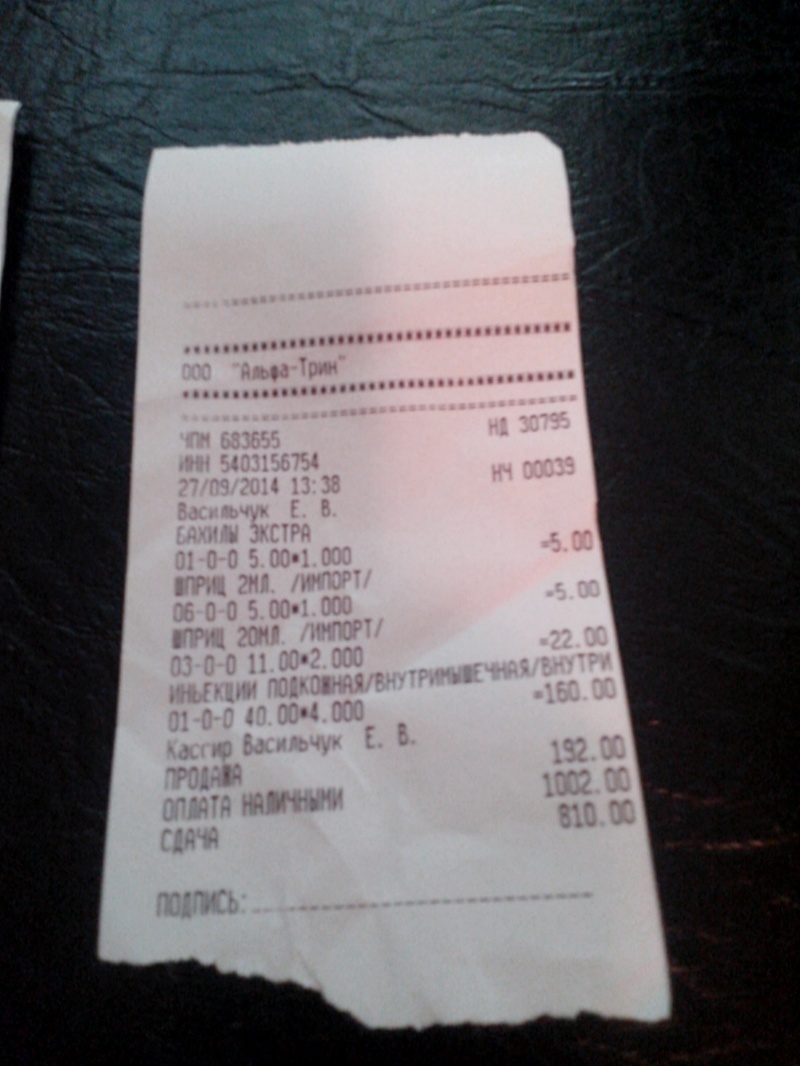 ООО "Альфа-Трин"
ЧПМ 683655 НД 30795
ИНН 5403156754
27/09/2014 13:38 НЧ 00039
Васильчук Е. В.
БАХИЛЫ ЭКСТРА
01-0-0 5.00*1.000 =5.00
ШПРИЦ 2МЛ. /ИМПОРТ/
06-0-0 5.00*1.000 =5.00
ШПРИЦ 20МЛ. /ИМПОРТ/
03-0-0 11.00*2.000 =22.00
ИНЬЕКЦИИ ПОДКОЖНАЯ/ВНУТРИМЫШЕЧНАЯ/ВНУТРИ
01-0-0 40.00*4.000 =160.00
Кассир Васильчук Е. В.
ПРОДАЖА 192.00
ОПЛАТА НАЛИЧНЫМИ 1002.00
СДАЧА 810.00
ПОДПИСЬ: